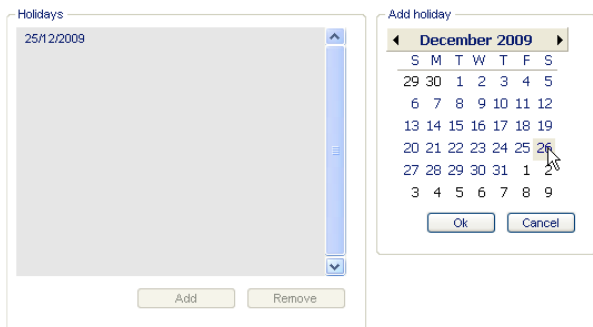 Holidays
25/12/2009
Add
Remove
Add holiday
December 2009
S M T W T F S
29 30 1 2 3 4 5
6 7 8 9 10 11 12
13 14 15 16 17 18 19
20 21 22 23 24 25 26
27 28 29 30 31 1 2
3 4 5 6 7 8 9
Ok
Cancel